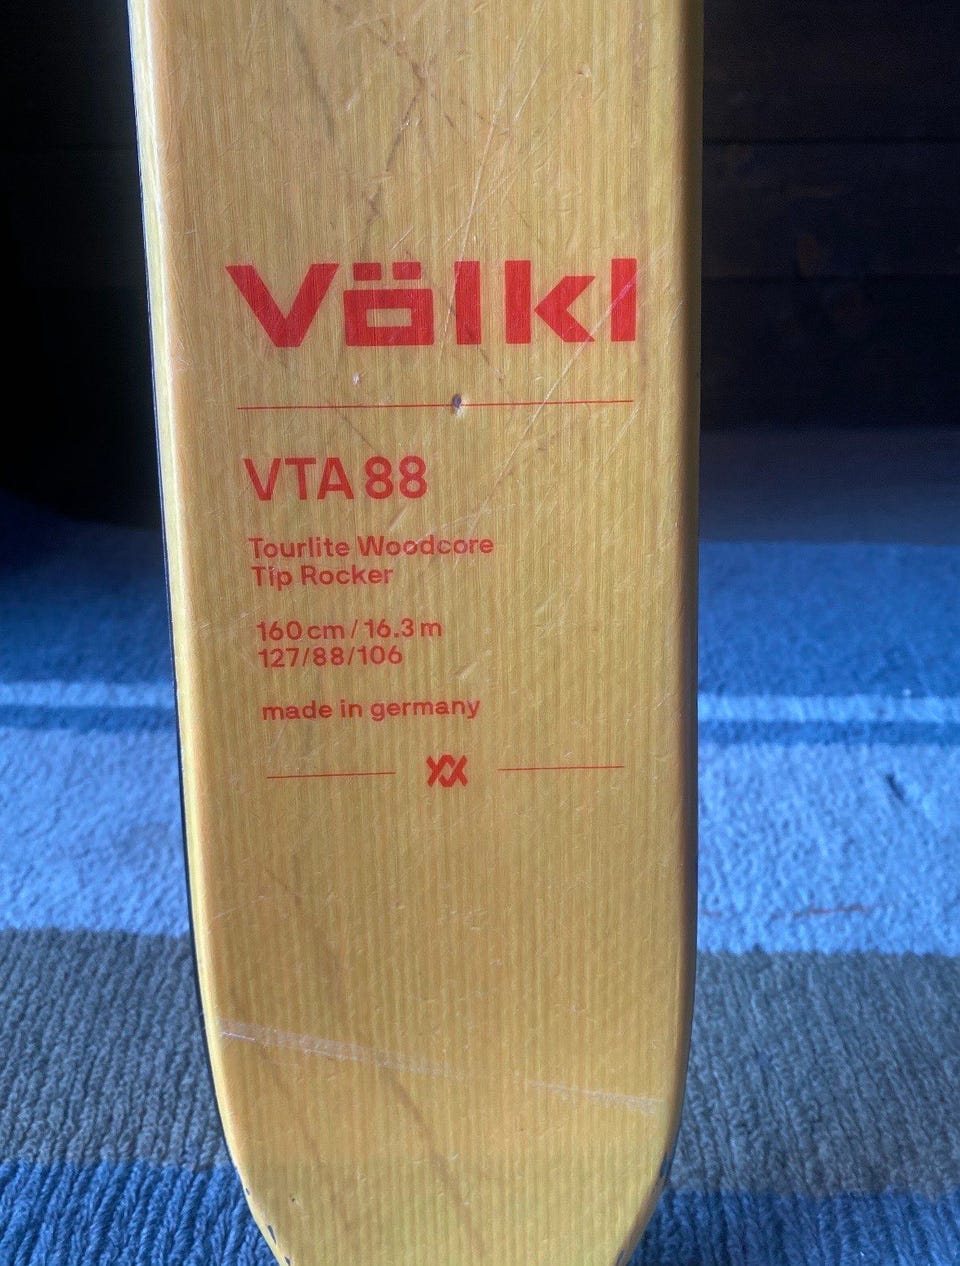 Völkl
VTA 88
Tourlite Woodcore
Tip Rocker
160 cm / 16.3 m
127/88/106
made in germany